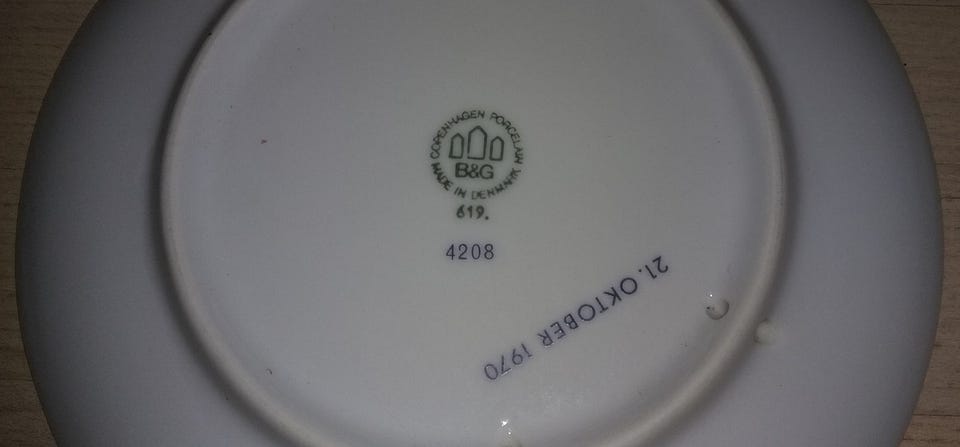 COPENHAGEN PORCELAIN
B&G
MADE IN DENMARK
619.
4208
21. OKTOBER 1970